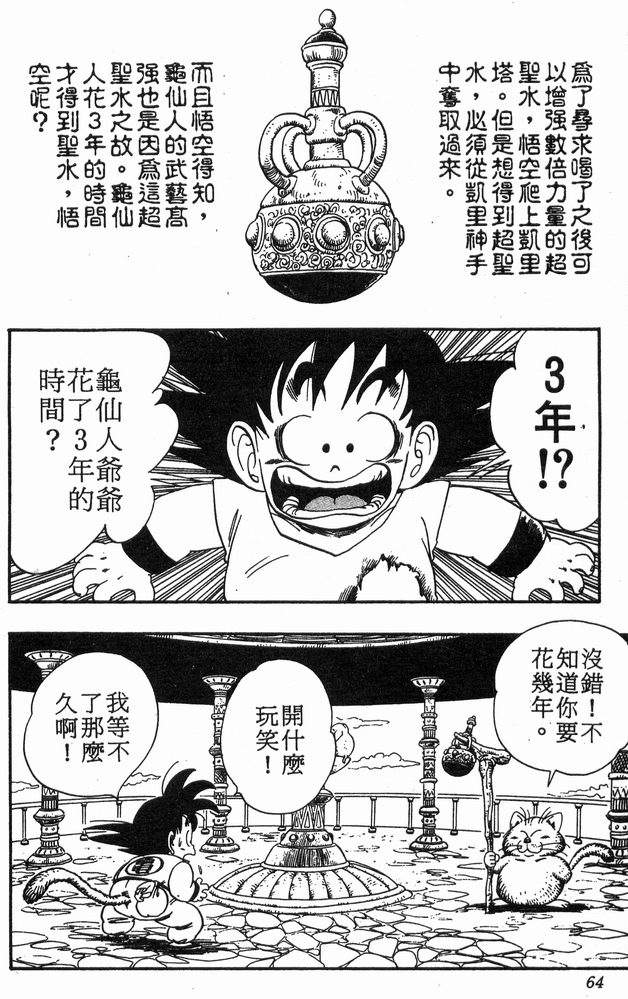 爲了尋求喝了之後可
以增强數倍力量的超
聖水，悟空爬上凱里
塔。但是想得到超聖
水，必須從凱里神手
中奪取過來。
而且悟空得知，
龜仙人的武藝髙
强也是因爲這超
聖水之故。龜仙
人花3年的時間
才得到聖水，悟
空呢？
3
年!?
龜仙人爺爺
花了3年的
時間？
沒錯！不
知道你要
花幾年。
開什麼
玩笑！
我等不
了那麼
久啊！
64